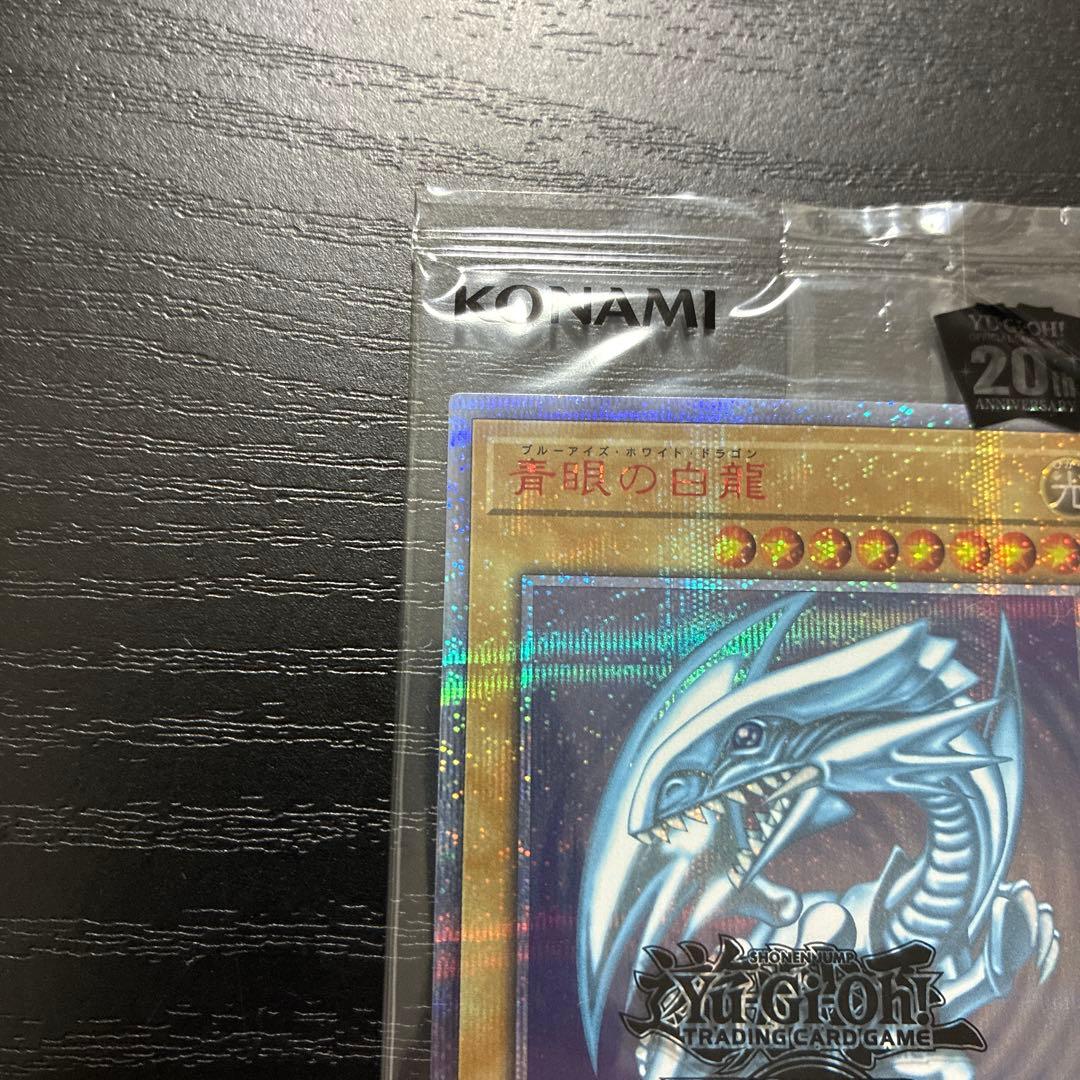 KONAMI
YU-GI-OH!
20th
ANNIVERSARY
ブルーアイズ・ホワイト・ドラゴン
青眼の白龍
光
SHONEN JUMP
Yu-Gi-Oh!
TRADING CARD GAME